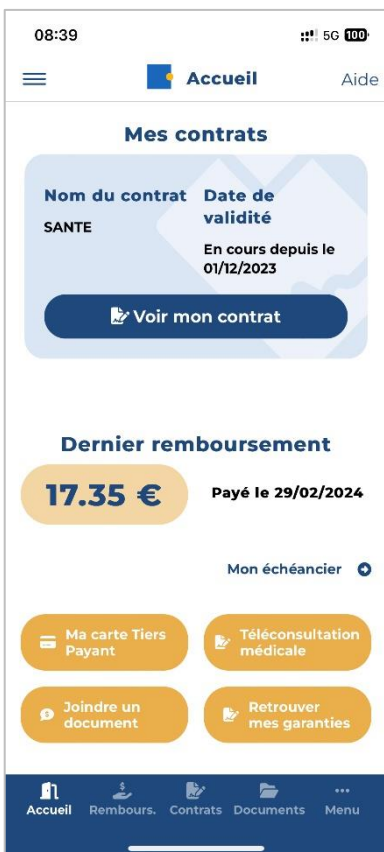 08:39
5G 100
Accueil
Aide
Mes contrats
Nom du contrat
SANTE
Date de
validité
En cours depuis le
01/12/2023
Voir mon contrat
Dernier remboursement
17.35 €
Payé le 29/02/2024
Mon échéancier
Ma carte Tiers
Payant
Téléconsultation
médicale
Joindre un
document
Retrouver
mes garanties
Accueil
Rembours.
Contrats
Documents
Menu